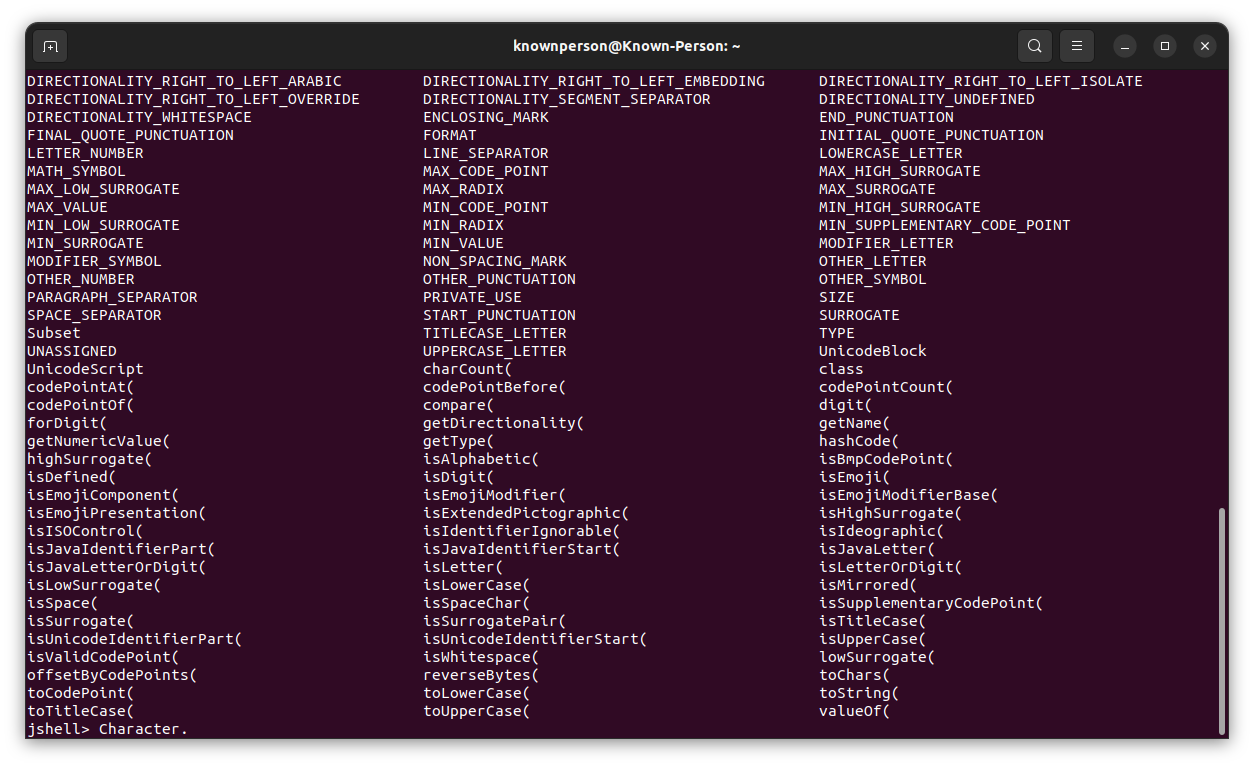 knownperson@Known-Person: ~
DIRECTIONALITY_RIGHT_TO_LEFT_ARABIC DIRECTIONALITY_RIGHT_TO_LEFT_EMBEDDING DIRECTIONALITY_RIGHT_TO_LEFT_ISOLATE
DIRECTIONALITY_RIGHT_TO_LEFT_OVERRIDE DIRECTIONALITY_SEGMENT_SEPARATOR DIRECTIONALITY_UNDEFINED
DIRECTIONALITY_WHITESPACE ENCLOSING_MARK END_PUNCTUATION
FINAL_QUOTE_PUNCTUATION FORMAT INITIAL_QUOTE_PUNCTUATION
LETTER_NUMBER LINE_SEPARATOR LOWERCASE_LETTER
MATH_SYMBOL MAX_CODE_POINT MAX_HIGH_SURROGATE
MAX_LOW_SURROGATE MAX_RADIX MAX_SURROGATE
MAX_VALUE MIN_CODE_POINT MIN_HIGH_SURROGATE
MIN_LOW_SURROGATE MIN_RADIX MIN_SUPPLEMENTARY_CODE_POINT
MIN_SURROGATE MIN_VALUE MODIFIER_LETTER
MODIFIER_SYMBOL NON_SPACING_MARK OTHER_LETTER
OTHER_NUMBER OTHER_PUNCTUATION OTHER_SYMBOL
PARAGRAPH_SEPARATOR PRIVATE_USE SIZE
SPACE_SEPARATOR START_PUNCTUATION SURROGATE
Subset TITLECASE_LETTER TYPE
UNASSIGNED UPPERCASE_LETTER UnicodeBlock
UnicodeScript charCount( class
codePointAt( codePointBefore( codePointCount(
codePointOf( compare( digit(
forDigit( getDirectionality( getName(
getNumericValue( getType( hashCode(
highSurrogate( isAlphabetic( isBmpCodePoint(
isDefined( isDigit( isEmoji(
isEmojiComponent( isEmojiModifier( isEmojiModifierBase(
isEmojiPresentation( isExtendedPictographic( isHighSurrogate(
isISOControl( isIdentifierIgnorable( isIdeographic(
isJavaIdentifierPart( isJavaIdentifierStart( isJavaLetter(
isJavaLetterOrDigit( isLetter( isLetterOrDigit(
isLowSurrogate( isLowerCase( isMirrored(
isSpace( isSpaceChar( isSupplementaryCodePoint(
isSurrogate( isSurrogatePair( isTitleCase(
isUnicodeIdentifierPart( isUnicodeIdentifierStart( isUpperCase(
isValidCodePoint( isWhitespace( lowSurrogate(
offsetByCodePoints( reverseBytes( toChars(
toCodePoint( toLowerCase( toString(
toTitleCase( toUpperCase( valueOf(
jshell> Character.